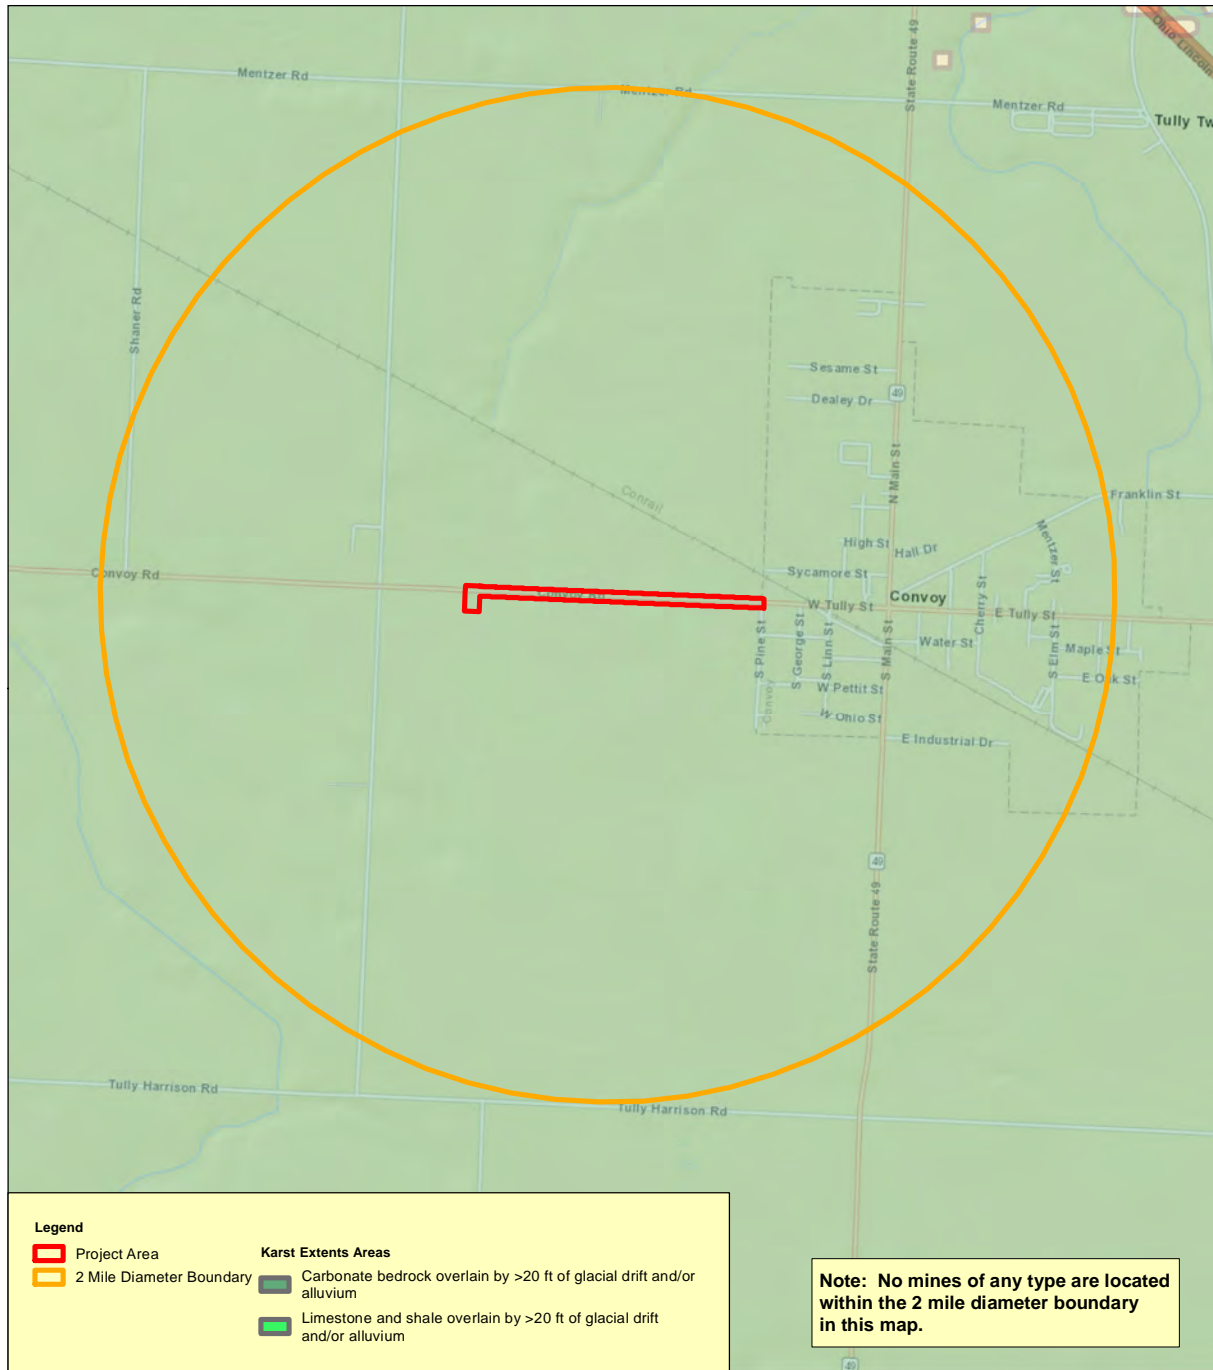 State Route 49
Ohio Lincoln
Mentzer Rd
Mentzer Rd
Mentzer Rd
Tully Tw
Shaner Rd
Sesame St
49
Dealey Dr
N Main St
Conrail
Franklin St
High St
Hall Dr
Mentzer St
Convoy Rd
Sycamore St
Convoy Rd
W Tully St
Convoy
Cherry St
E Tully St
S Pine St
S George St
S Linn St
S Main St
Water St
S Elm St
Maple St
Convoy
W Pettit St
E Oak St
W Ohio St
E Industrial Dr
49
State Route 49
Tully Harrison Rd
Tully Harrison Rd
Legend
Project Area
2 Mile Diameter Boundary
Karst Extents Areas
Carbonate bedrock overlain by >20 ft of glacial drift and/or
alluvium
Limestone and shale overlain by >20 ft of glacial drift
and/or alluvium
Note: No mines of any type are located
within the 2 mile diameter boundary
in this map.
49